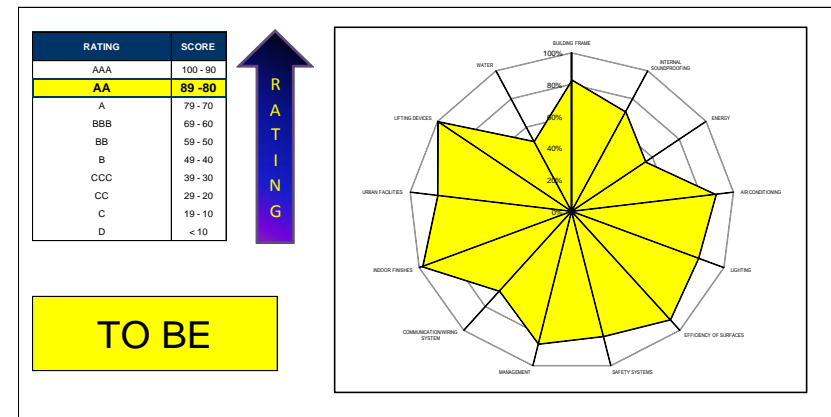 RATING SCORE
AAA 100 - 90
AA 89 -80
A 79 - 70
BBB 69 - 60
BB 59 - 50
B 49 - 40
CCC 39 - 30
CC 29 - 20
C 19 - 10
D < 10
R
A
T
I
N
G
TO BE
BUILDING FRAME
100%
80%
60%
40%
20%
0%
INTERNAL
SOUNDPROOFING
ENERGY
AIR CONDITIONING
LIGHTING
EFFICIENCY OF SURFACES
SAFETY SYSTEMS
MANAGEMENT
COMMUNICATION/WIRING
SYSTEM
INDOOR FINISHES
URBAN FACILITIES
LIFTING DEVICES
WATER